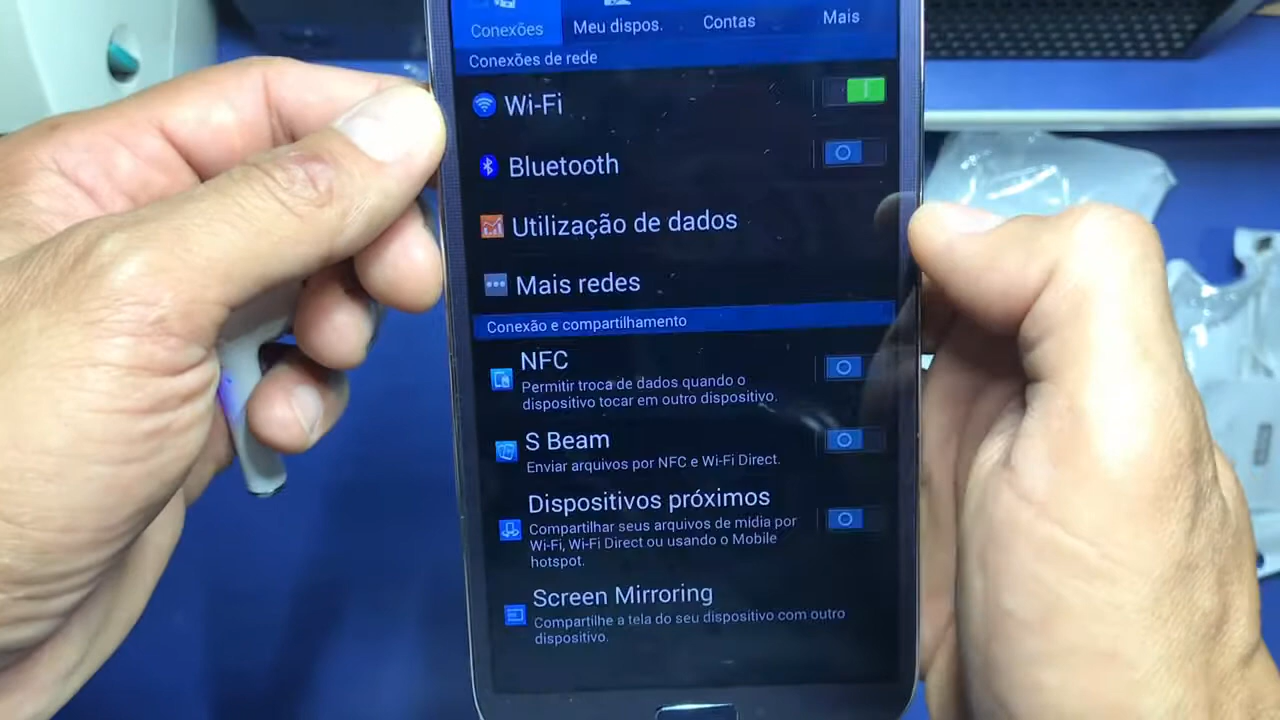 Conexões
Meu dispos.
Contas
Mais
Conexões de rede
Wi-Fi
Bluetooth
Utilização de dados
Mais redes
Conexão e compartilhamento
NFC
Permitir troca de dados quando o
dispositivo tocar em outro dispositivo.
S Beam
Enviar arquivos por NFC e Wi-Fi Direct.
Dispositivos próximos
Compartilhar seus arquivos de mídia por
Wi-Fi, Wi-Fi Direct ou usando o Mobile
hotspot.
Screen Mirroring
Compartilhe a tela do seu dispositivo com outro
dispositivo.